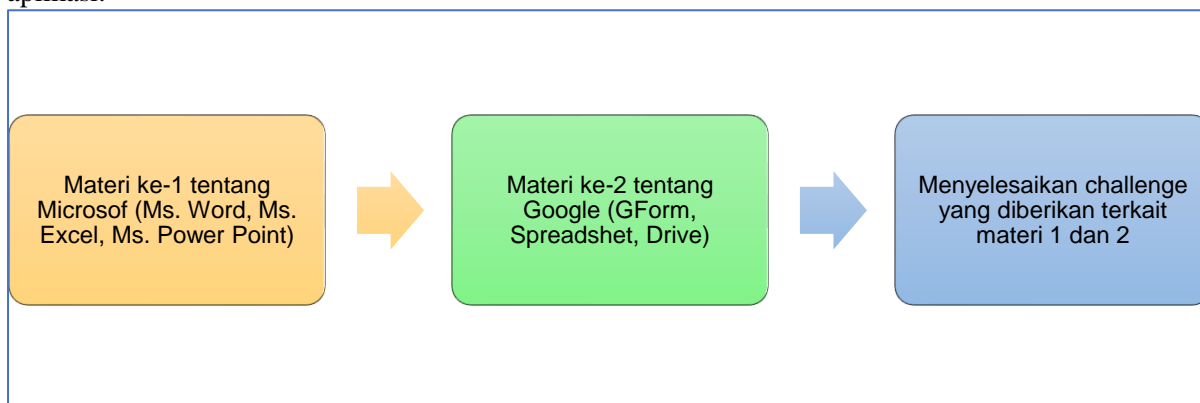 Materi ke-1 tentang
Microsof (Ms. Word, Ms.
Excel, Ms. Power Point)
Materi ke-2 tentang
Google (GForm,
Spreadshet, Drive)
Menyelesaikan challenge
yang diberikan terkait
materi 1 dan 2